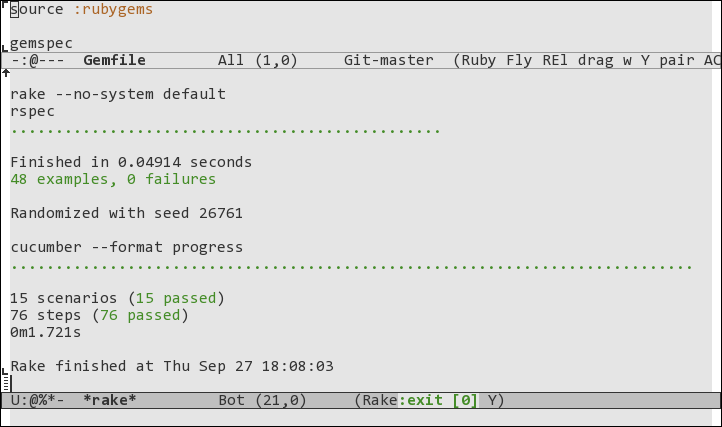 source :rubygems
gemspec
-:@---  Gemfile        All (1,0)     Git-master  (Ruby Fly REl drag w Y pair AC
rake --no-system default
rspec
................................................
Finished in 0.04914 seconds
48 examples, 0 failures
Randomized with seed 26761
cucumber --format progress
............................................................................
15 scenarios (15 passed)
76 steps (76 passed)
0m1.721s
Rake finished at Thu Sep 27 18:08:03
U:@%*-  *rake*         Bot (21,0)     (Rake:exit [0] Y)